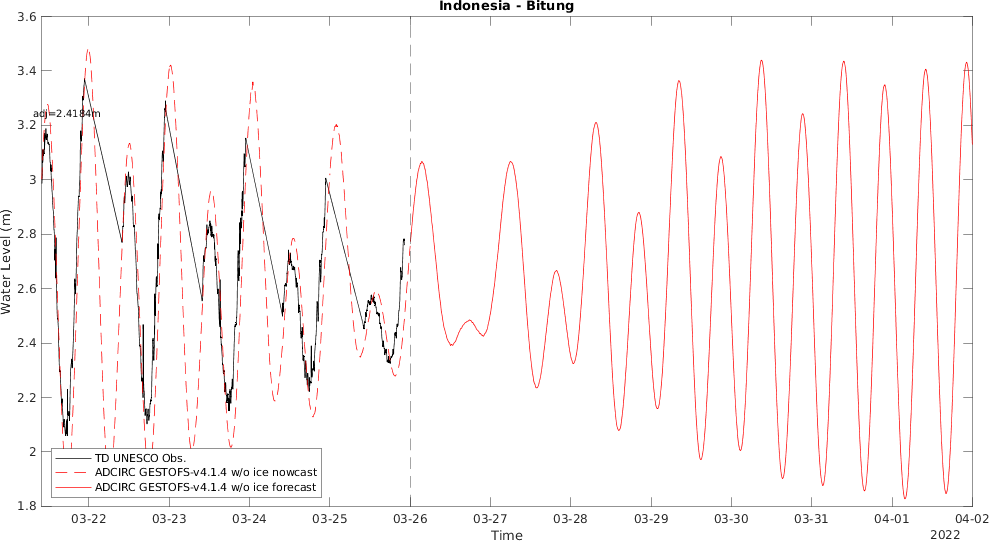 Indonesia - Bitung
3.6
3.4
adj=2.4184m
3.2
3
2.8
2.6
2.4
2.2
2
1.8
Water Level (m)
TD UNESCO Obs.
ADCIRC GESTOFS-v4.1.4 w/o ice nowcast
ADCIRC GESTOFS-v4.1.4 w/o ice forecast
03-22 03-23 03-24 03-25 03-26 03-27 03-28 03-29 03-30 03-31 04-01 04-02
Time
2022